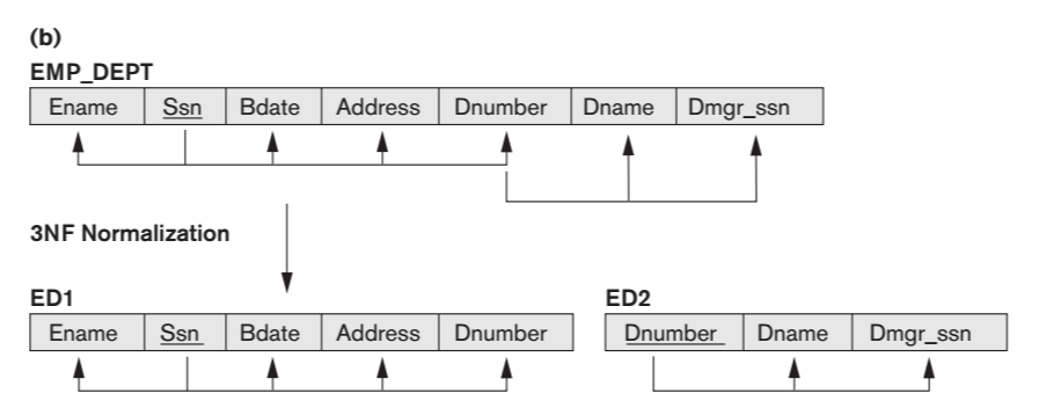 (b)
EMP_DEPT
Ename Ssn Bdate Address Dnumber Dname Dmgr_ssn
3NF Normalization
ED1 ED2
Ename Ssn Bdate Address Dnumber Dnumber Dname Dmgr_ssn